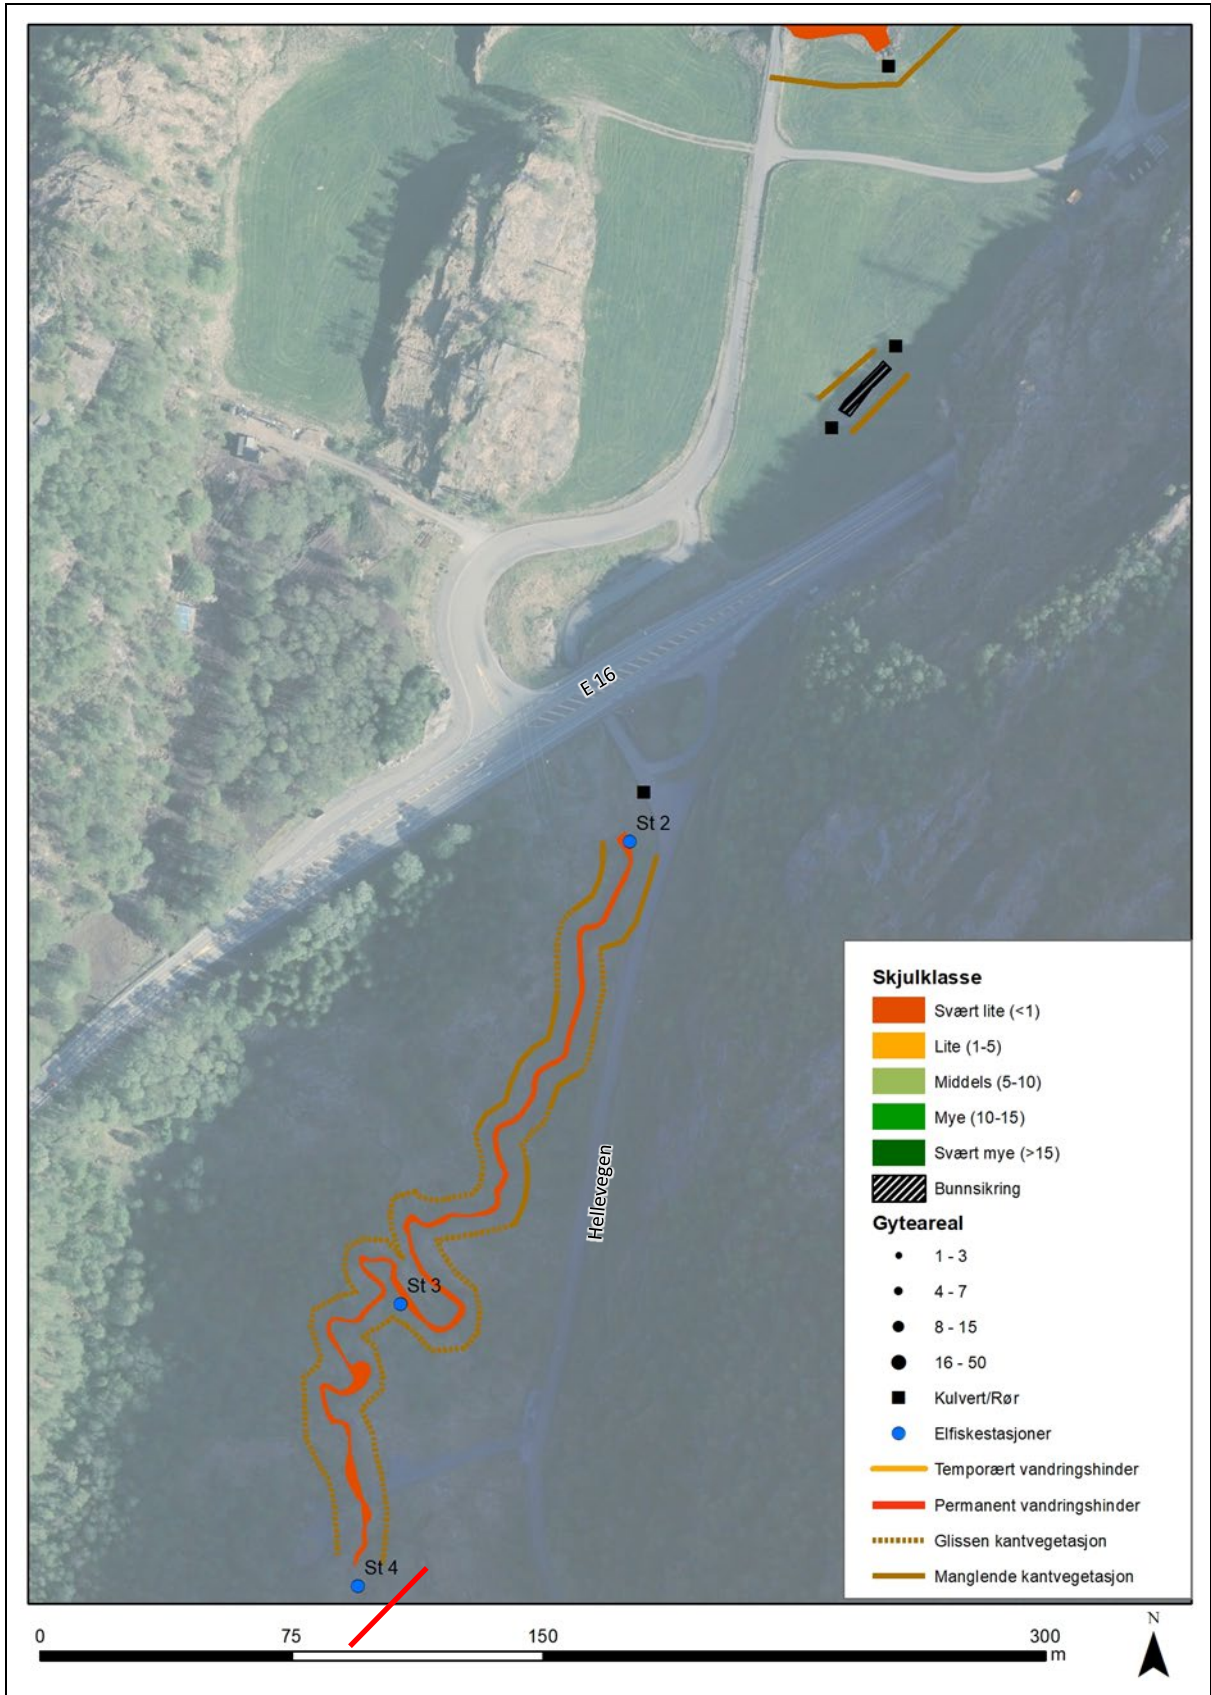 E 16
St 2
Hellevegen
St 3
St 4
Skjulklasse
Svært lite (<1)
Lite (1-5)
Middels (5-10)
Mye (10-15)
Svært mye (>15)
Bunnsikring
Gyteareal
1 - 3
4 - 7
8 - 15
16 - 50
Kulvert/Rør
Elfiskestasjoner
Temporært vandringshinder
Permanent vandringshinder
Glissen kantvegetasjon
Manglende kantvegetasjon
0 75 150 300 m
N